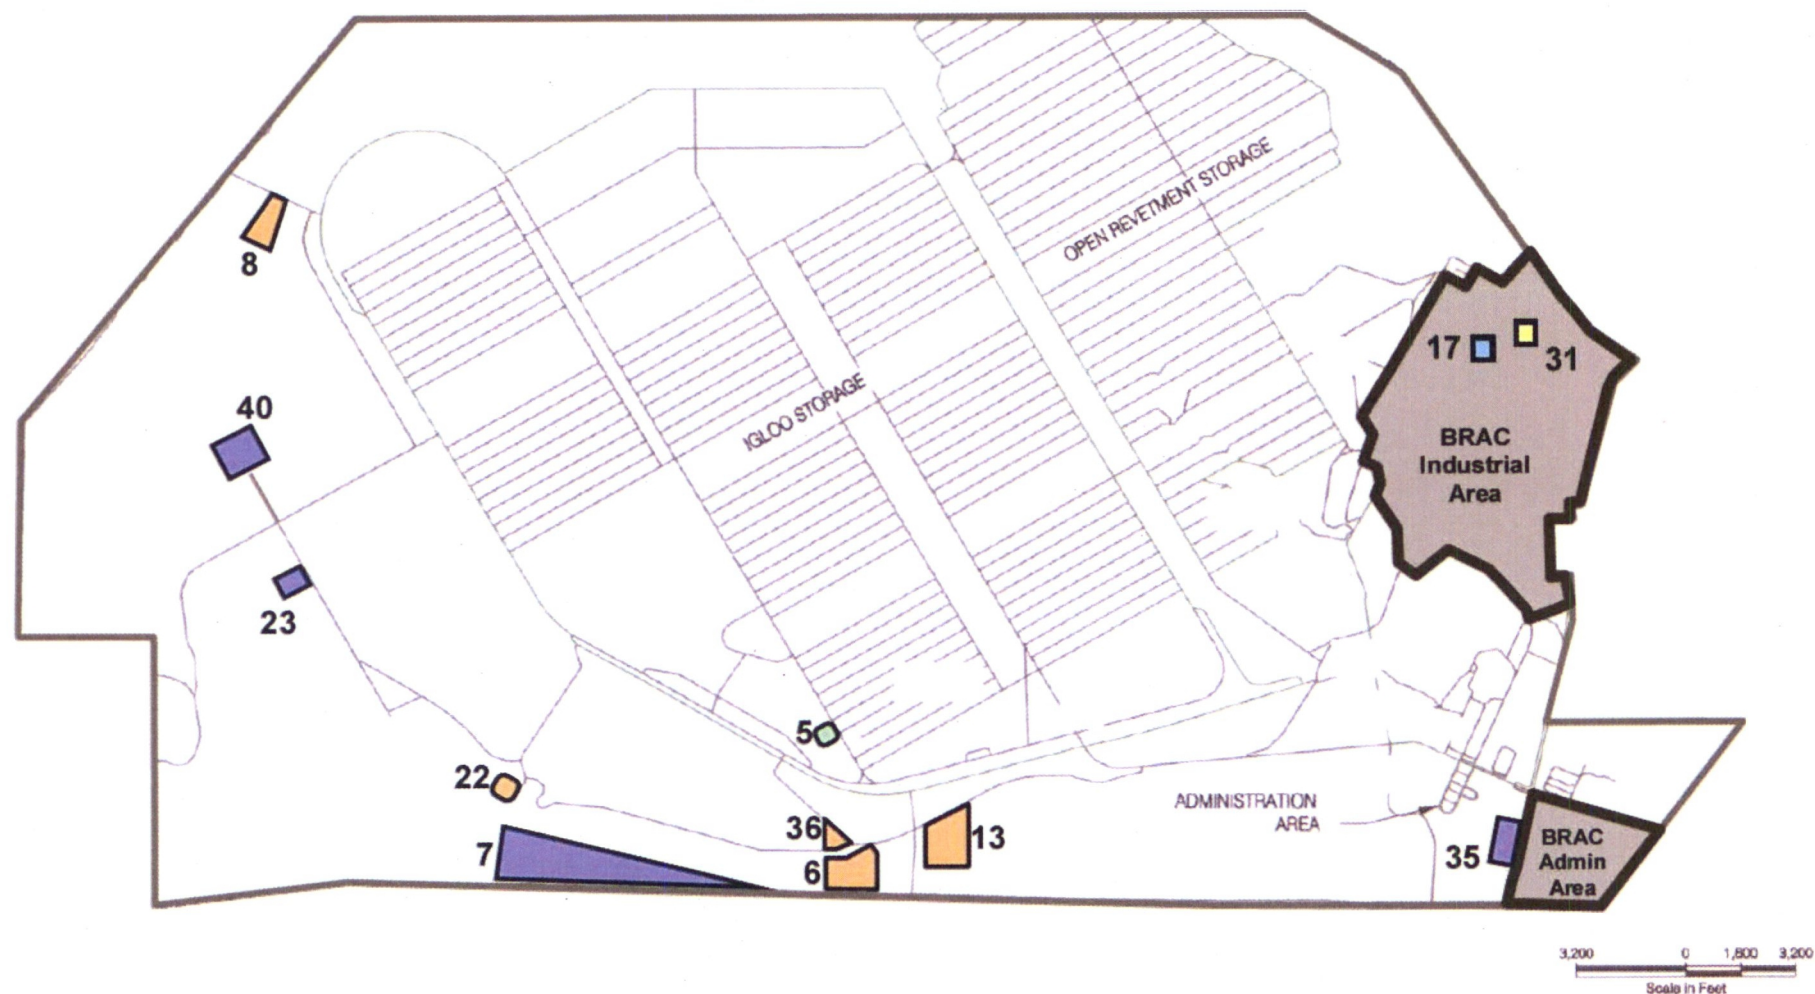 OPEN REVETMENT STORAGE
8
17
31
40
IGLOO STORAGE
BRAC
Industrial
Area
23
5
22
ADMINISTRATION
AREA
36
13
7
6
35
BRAC
Admin
Area
3,200 0 1,600 3,200
Scale in Feet